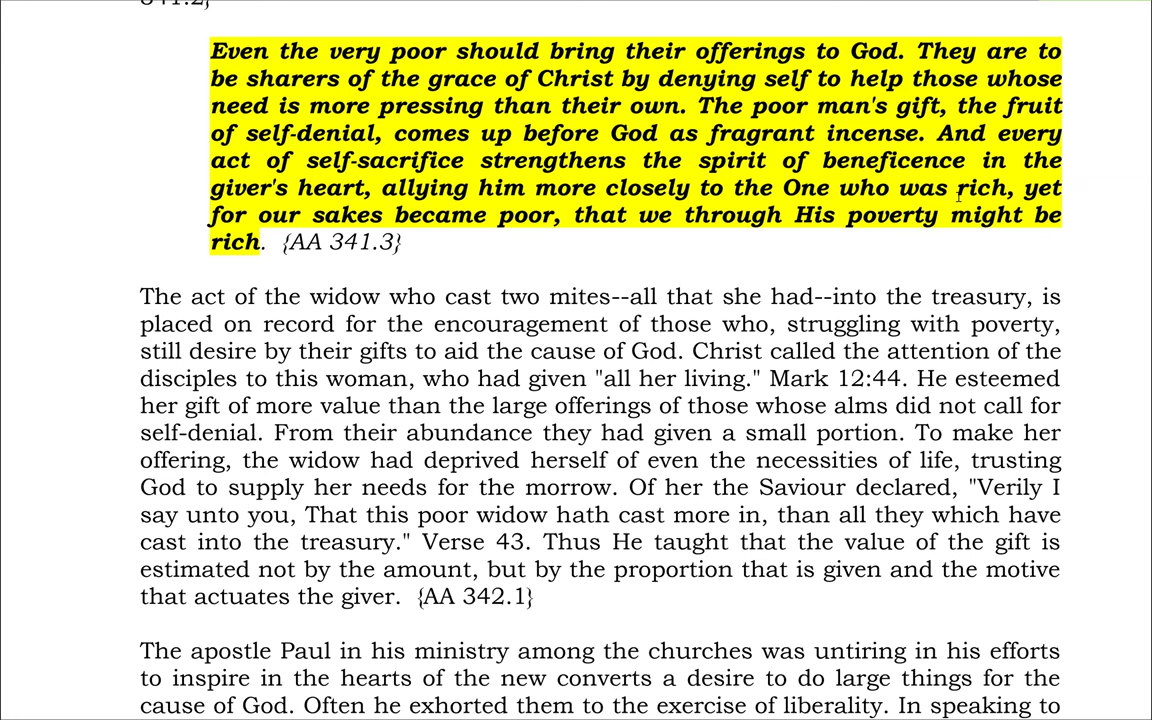 341.2}
Even the very poor should bring their offerings to God. They are to
be sharers of the grace of Christ by denying self to help those whose
need is more pressing than their own. The poor man's gift, the fruit
of self-denial, comes up before God as fragrant incense. And every
act of self-sacrifice strengthens the spirit of beneficence in the
giver's heart, allying him more closely to the One who was rich, yet
for our sakes became poor, that we through His poverty might be
rich. {AA 341.3}
The act of the widow who cast two mites--all that she had--into the treasury, is
placed on record for the encouragement of those who, struggling with poverty,
still desire by their gifts to aid the cause of God. Christ called the attention of the
disciples to this woman, who had given "all her living." Mark 12:44. He esteemed
her gift of more value than the large offerings of those whose alms did not call for
self-denial. From their abundance they had given a small portion. To make her
offering, the widow had deprived herself of even the necessities of life, trusting
God to supply her needs for the morrow. Of her the Saviour declared, "Verily I
say unto you, That this poor widow hath cast more in, than all they which have
cast into the treasury." Verse 43. Thus He taught that the value of the gift is
estimated not by the amount, but by the proportion that is given and the motive
that actuates the giver. {AA 342.1}
The apostle Paul in his ministry among the churches was untiring in his efforts
to inspire in the hearts of the new converts a desire to do large things for the
cause of God. Often he exhorted them to the exercise of liberality. In speaking to